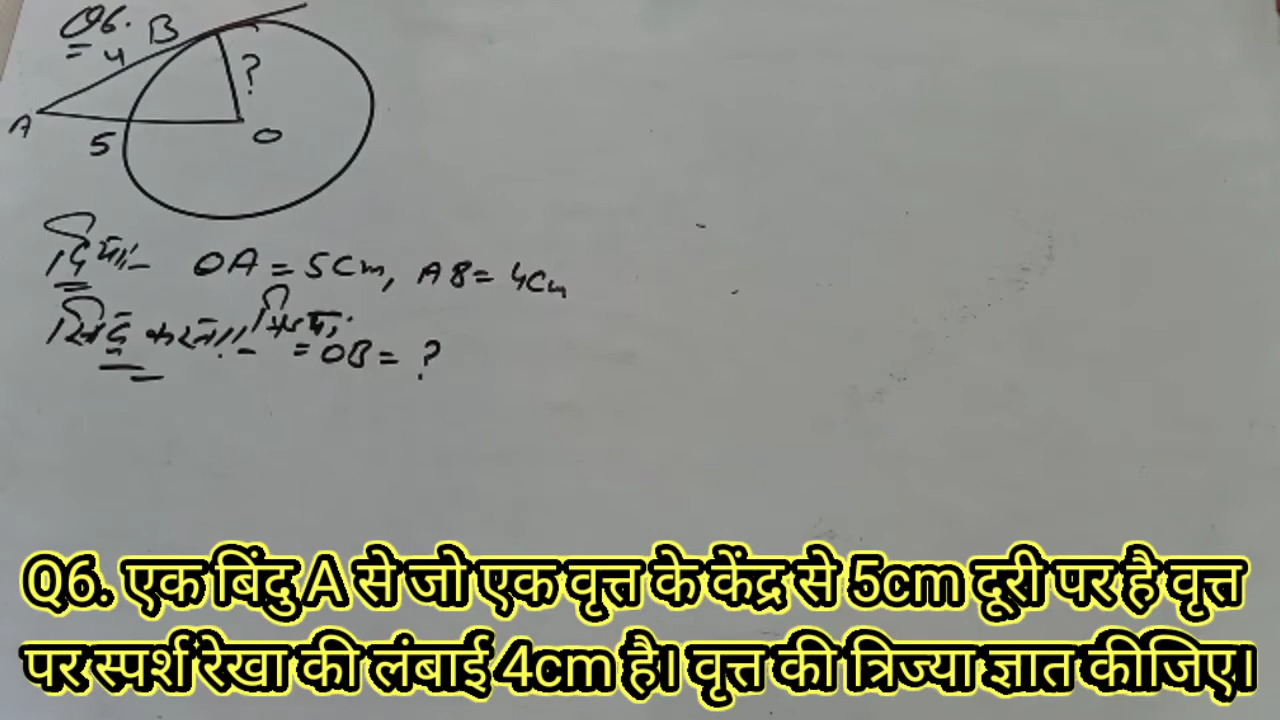 Q6. B
4
?
A
O
5
दिया:- OA = 5cm, AB = 4cm
सिद्ध करना:- त्रिज्या
= OB = ?
Q6. एक बिंदु A से जो एक वृत्त के केंद्र से 5cm दूरी पर है वृत्त
पर स्पर्श रेखा की लंबाई 4cm है। वृत्त की त्रिज्या ज्ञात कीजिए।